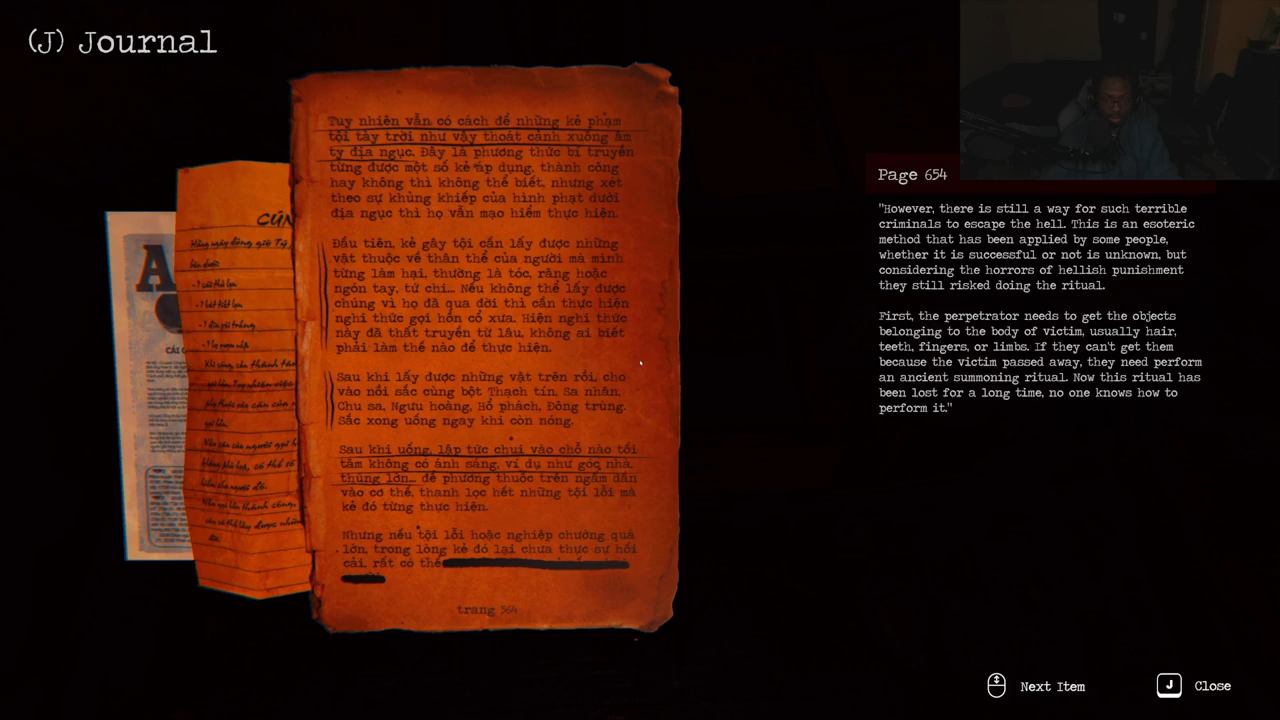 (J) Journal
Tuy nhiên vẫn có cách để những kẻ phạm
tội tày trời như vậy thoát cảnh xuống âm
ty địa ngục. Đây là phương thức bí truyền
từng được một số kẻ áp dụng, thành công
hay không thì không thể biết, nhưng xét
theo sự khủng khiếp của hình phạt dưới
địa ngục thì họ vẫn mạo hiểm thực hiện.
Đầu tiên, kẻ gây tội cần lấy được những
vật thuộc về thân thể của người mà mình
từng làm hại, thường là tóc, răng hoặc
ngón tay, tứ chi... Nếu không thể lấy được
chúng vì họ đã qua đời thì cần thực hiện
nghi thức gọi hồn cổ xưa. Hiện nghi thức
này đã thất truyền từ lâu, không ai biết
phải làm thế nào để thực hiện.
Sau khi lấy được những vật trên rồi, cho
vào nồi sắc cùng bột Thạch tín, Sa nhân,
Chu sa, Ngưu hoàng, Hổ phách, Đông trùng.
Sắc xong uống ngay khi còn nóng.
Sau khi uống, lập tức chui vào chỗ nào tối
tăm không có ánh sáng, ví dụ như góc nhà,
thùng lớn... để phương thuốc trên ngấm dần
vào cơ thể, thanh lọc hết những tội lỗi mà
kẻ đó từng thực hiện.
Nhưng nếu tội lỗi hoặc nghiệp chướng quá
lớn, trong lòng kẻ đó lại chưa thực sự hối
cải, rất có thể
trang 564
CÚN
A
CÁI
Page 654
"However, there is still a way for such terrible
criminals to escape the hell. This is an esoteric
method that has been applied by some people,
whether it is successful or not is unknown, but
considering the horrors of hellish punishment
they still risked doing the ritual.
First, the perpetrator needs to get the objects
belonging to the body of victim, usually hair,
teeth, fingers, or limbs. If they can't get them
because the victim passed away, they need perform
an ancient summoning ritual. Now this ritual has
been lost for a long time, no one knows how to
perform it."
Next Item
J Close